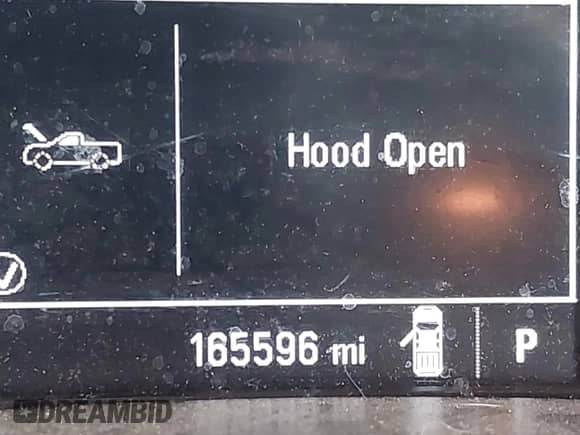 Hood Open
165596 mi
P
DREAMBID